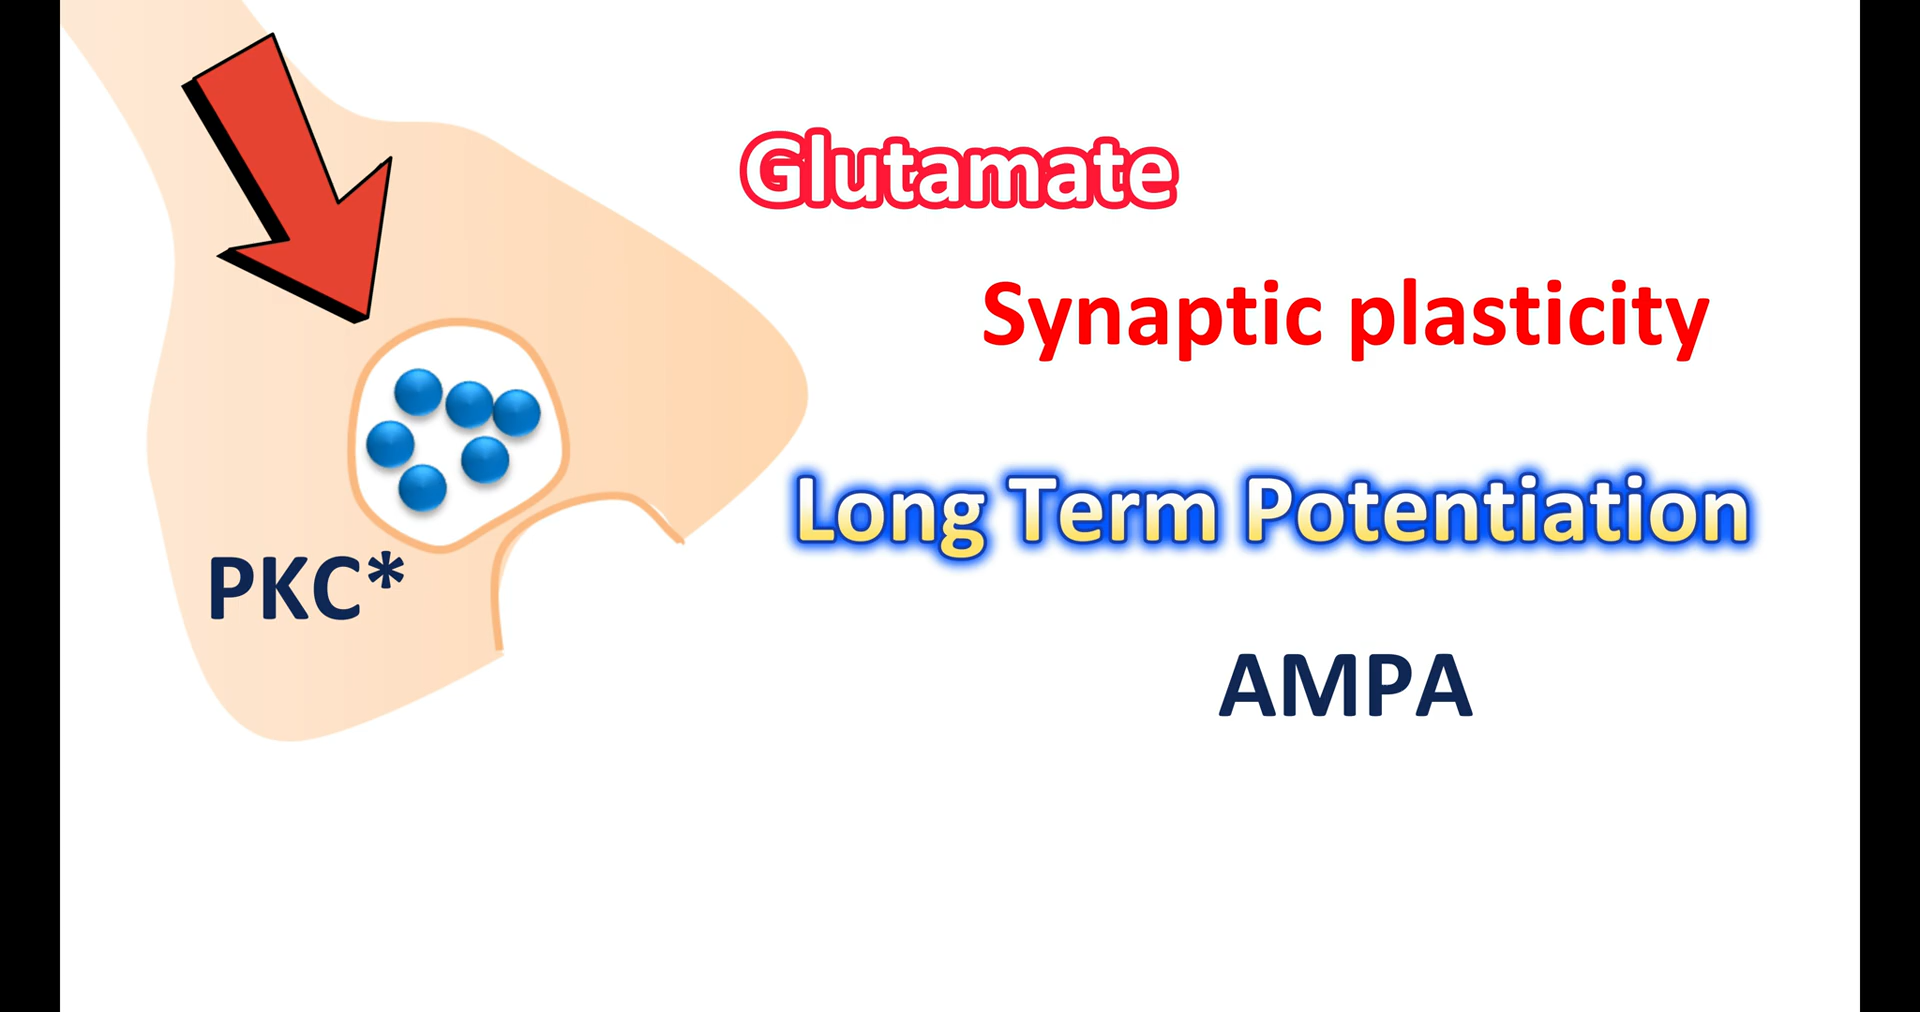 Glutamate
Synaptic plasticity
Long Term Potentiation
PKC*
AMPA